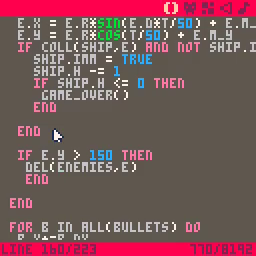 E.X = E.R*SIN(E.D*T/50) + E.M_
E.Y = E.R*COS(T/50) + E.M_Y
IF COLL(SHIP,E) AND NOT SHIP.I
SHIP.IMM = TRUE
SHIP.H -= 1
IF SHIP.H <= 0 THEN
GAME_OVER()
END
END
IF E.Y > 150 THEN
DEL(ENEMIES,E)
END
END
FOR B IN ALL(BULLETS) DO
LINE 160/223 770/8192